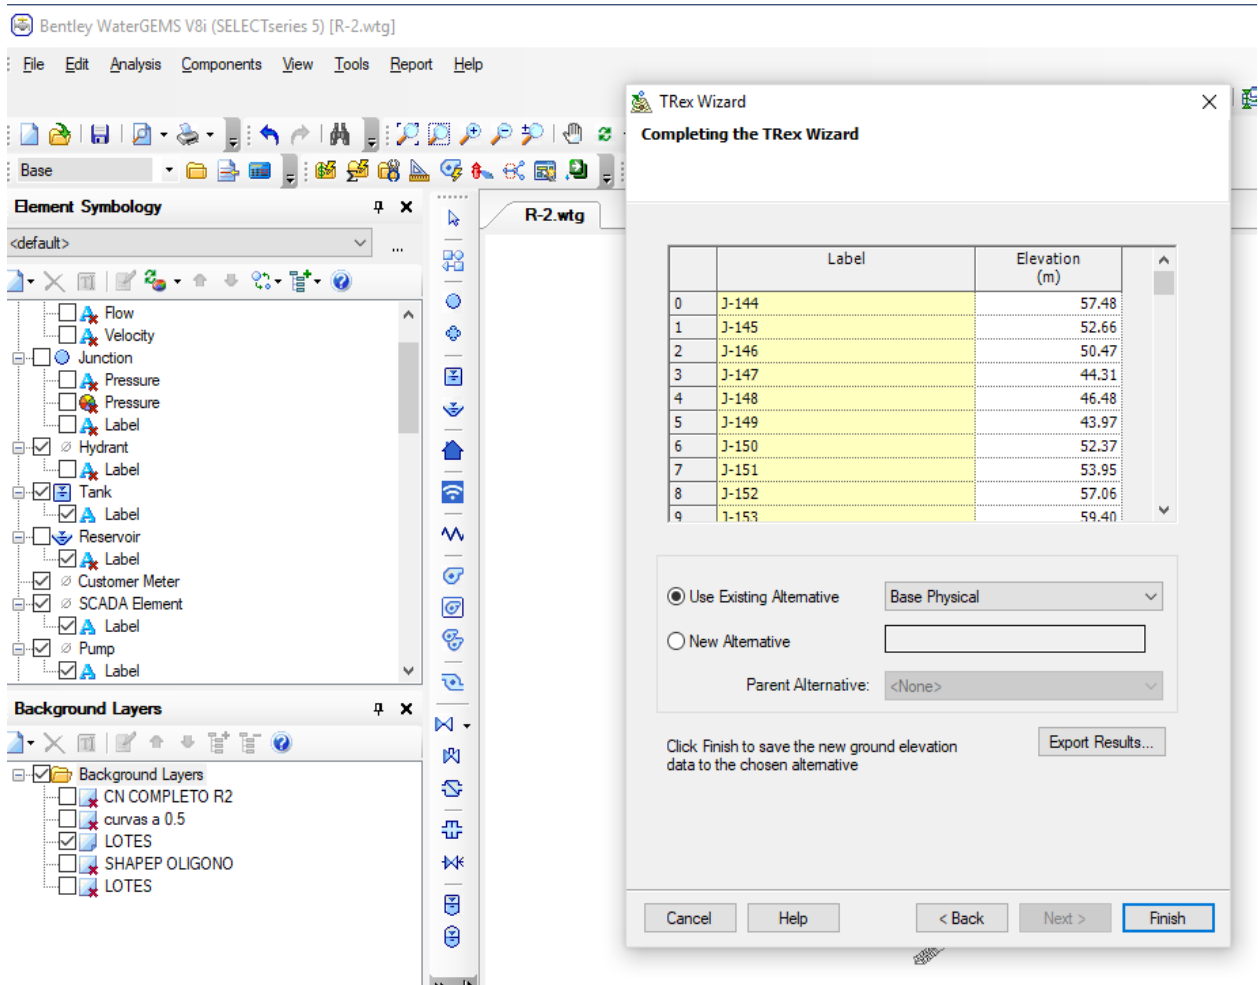 Bentley WaterGEMS V8i (SELECTseries 5) [R-2.wtg]
File Edit Analysis Components View Tools Report Help
Base
Element Symbology
<default>
...
Flow
Velocity
Junction
Pressure
Pressure
Label
Hydrant
Label
Tank
Label
Reservoir
Label
Customer Meter
SCADA Element
Label
Pump
Label
Background Layers
Background Layers
CN COMPLETO R2
curvas a 0.5
LOTES
SHAPEP OLIGONO
LOTES
R-2.wtg
TRex Wizard
Completing the TRex Wizard
Label Elevation (m)
0 J-144 57.48
1 J-145 52.66
2 J-146 50.47
3 J-147 44.31
4 J-148 46.48
5 J-149 43.97
6 J-150 52.37
7 J-151 53.95
8 J-152 57.06
9 J-153 59.40
Use Existing Alternative Base Physical
New Alternative
Parent Alternative: <None>
Click Finish to save the new ground elevation
data to the chosen alternative
Export Results...
Cancel Help < Back Next > Finish